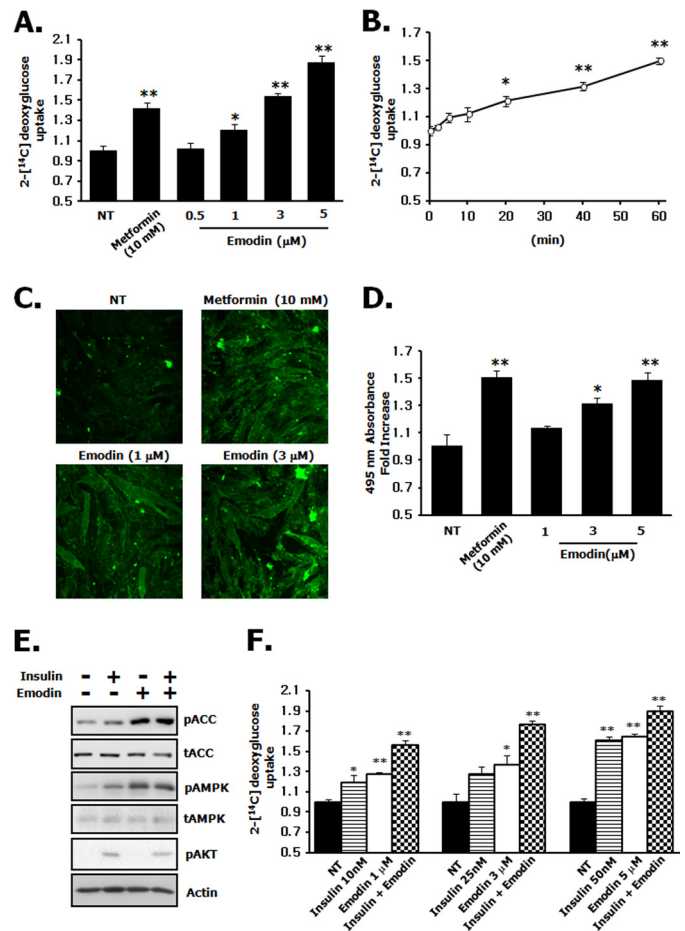 A.
2-[¹⁴C] deoxyglucose
uptake
2.1
1.9
1.7
1.5
1.3
1.1
0.9
0.7
0.5
**
*
**
**
NT
Metformin
(10 mM)
0.5
1
3
5
Emodin (μM)
B.
2-[¹⁴C] deoxyglucose
uptake
1.7
1.5
1.3
1.1
0.9
0.7
0.5
*
**
**
0 10 20 30 40 50 60
(min)
C.
NT
Metformin (10 mM)
Emodin (1 μM)
Emodin (3 μM)
D.
495 nm Absorbance
Fold Increase
1.7
1.5
1.3
1.1
0.9
0.7
0.5
**
*
**
NT
Metformin
(10 mM)
1
3
5
Emodin(μM)
E.
Insulin - + - +
Emodin - - + +
pACC
tACC
pAMPK
tAMPK
pAKT
Actin
F.
2-[¹⁴C] deoxyglucose
uptake
2.1
1.9
1.7
1.5
1.3
1.1
0.9
0.7
0.5
*
**
**
*
**
**
**
**
NT
Insulin 10nM
Emodin 1 μM
Insulin + Emodin
NT
Insulin 25nM
Emodin 3 μM
Insulin + Emodin
NT
Insulin 50nM
Emodin 5 μM
Insulin + Emodin